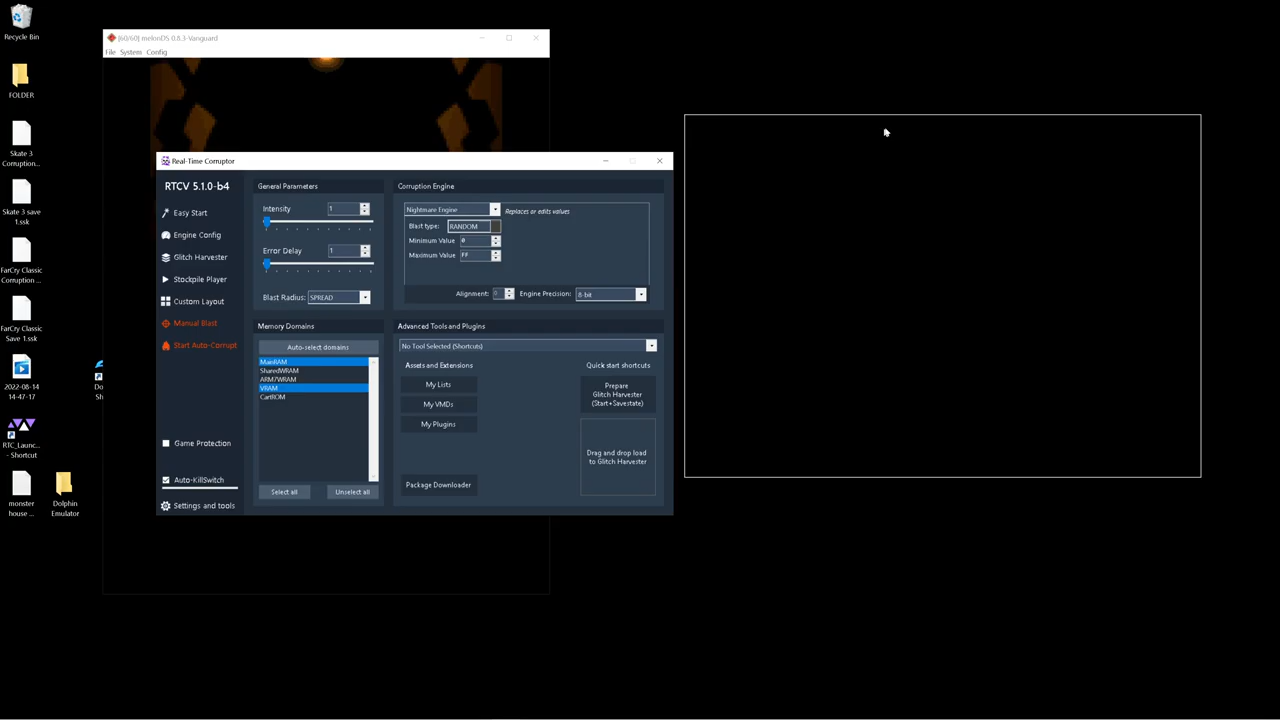 Recycle Bin
FOLDER
Skate 3
Corruption...
Skate 3 save
1.ssk
FarCry Classic
Corruption ...
FarCry Classic
Save 1.ssk
2022-08-14
14-47-17
RTC_Launc...
- Shortcut
monster
house ...
Dolphin
Emulator
Do
Sh
[60/60] melonDS 0.8.3-Vanguard
File System Config
Real-Time Corruptor
RTCV 5.1.0-b4
Easy Start
Engine Config
Glitch Harvester
Stockpile Player
Custom Layout
Manual Blast
Start Auto-Corrupt
Game Protection
Auto-KillSwitch
Settings and tools
General Parameters
Intensity 1
Error Delay 1
Blast Radius: SPREAD
Memory Domains
Auto-select domains
MainRAM
SharedWRAM
ARM7WRAM
VRAM
CartROM
Select all Unselect all
Corruption Engine
Nightmare Engine Replaces or edits values
Blast type: RANDOM
Minimum Value 0
Maximum Value FF
Alignment: 0 Engine Precision: 8-bit
Advanced Tools and Plugins
No Tool Selected (Shortcuts)
Assets and Extensions
My Lists
My VMDs
My Plugins
Package Downloader
Quick start shortcuts
Prepare
Glitch Harvester
(Start+Savestate)
Drag and drop load
to Glitch Harvester